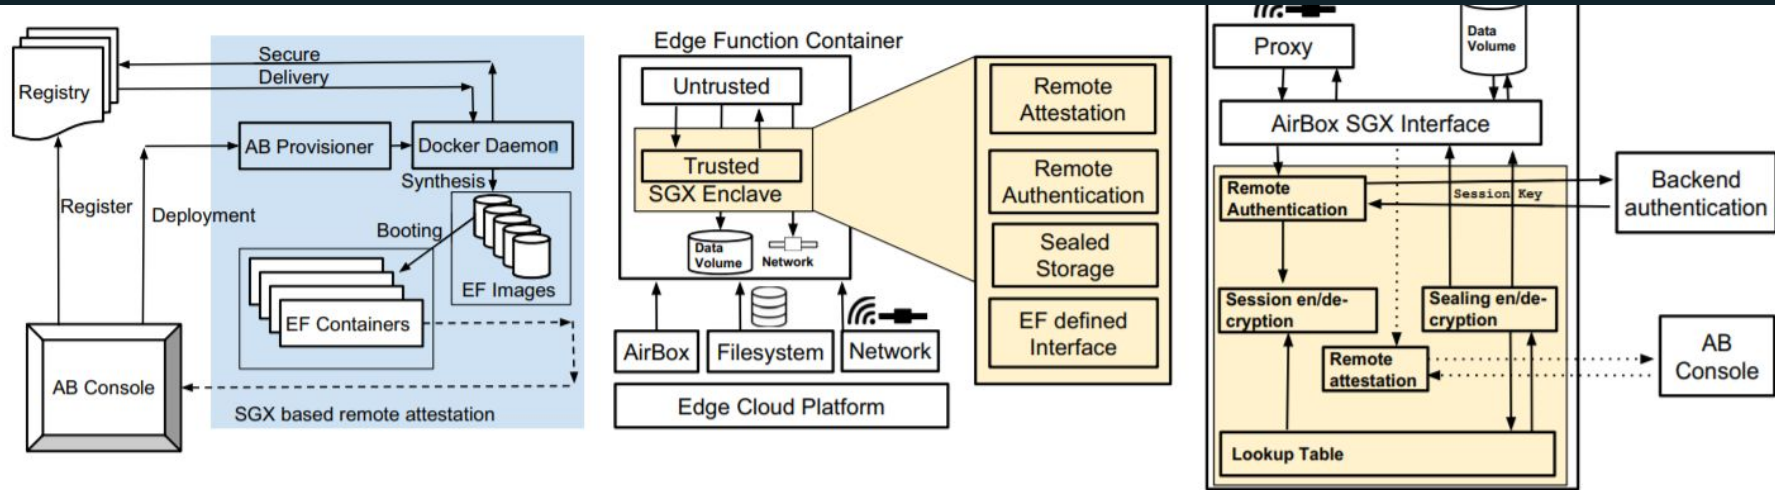 Secure
Delivery
Registry
AB Provisioner
Docker Daemon
Synthesis
Register
Deployment
Booting
EF Images
EF Containers
AB Console
SGX based remote attestation
Edge Function Container
Untrusted
Trusted
SGX Enclave
Data
Volume
Network
AirBox
Filesystem
Network
Edge Cloud Platform
Remote
Attestation
Remote
Authentication
Sealed
Storage
EF defined
Interface
Proxy
Data
Volume
AirBox SGX Interface
Remote
Authentication
Session Key
Backend
authentication
Session en/de-
cryption
Sealing en/de-
cryption
Remote
attestation
AB
Console
Lookup Table